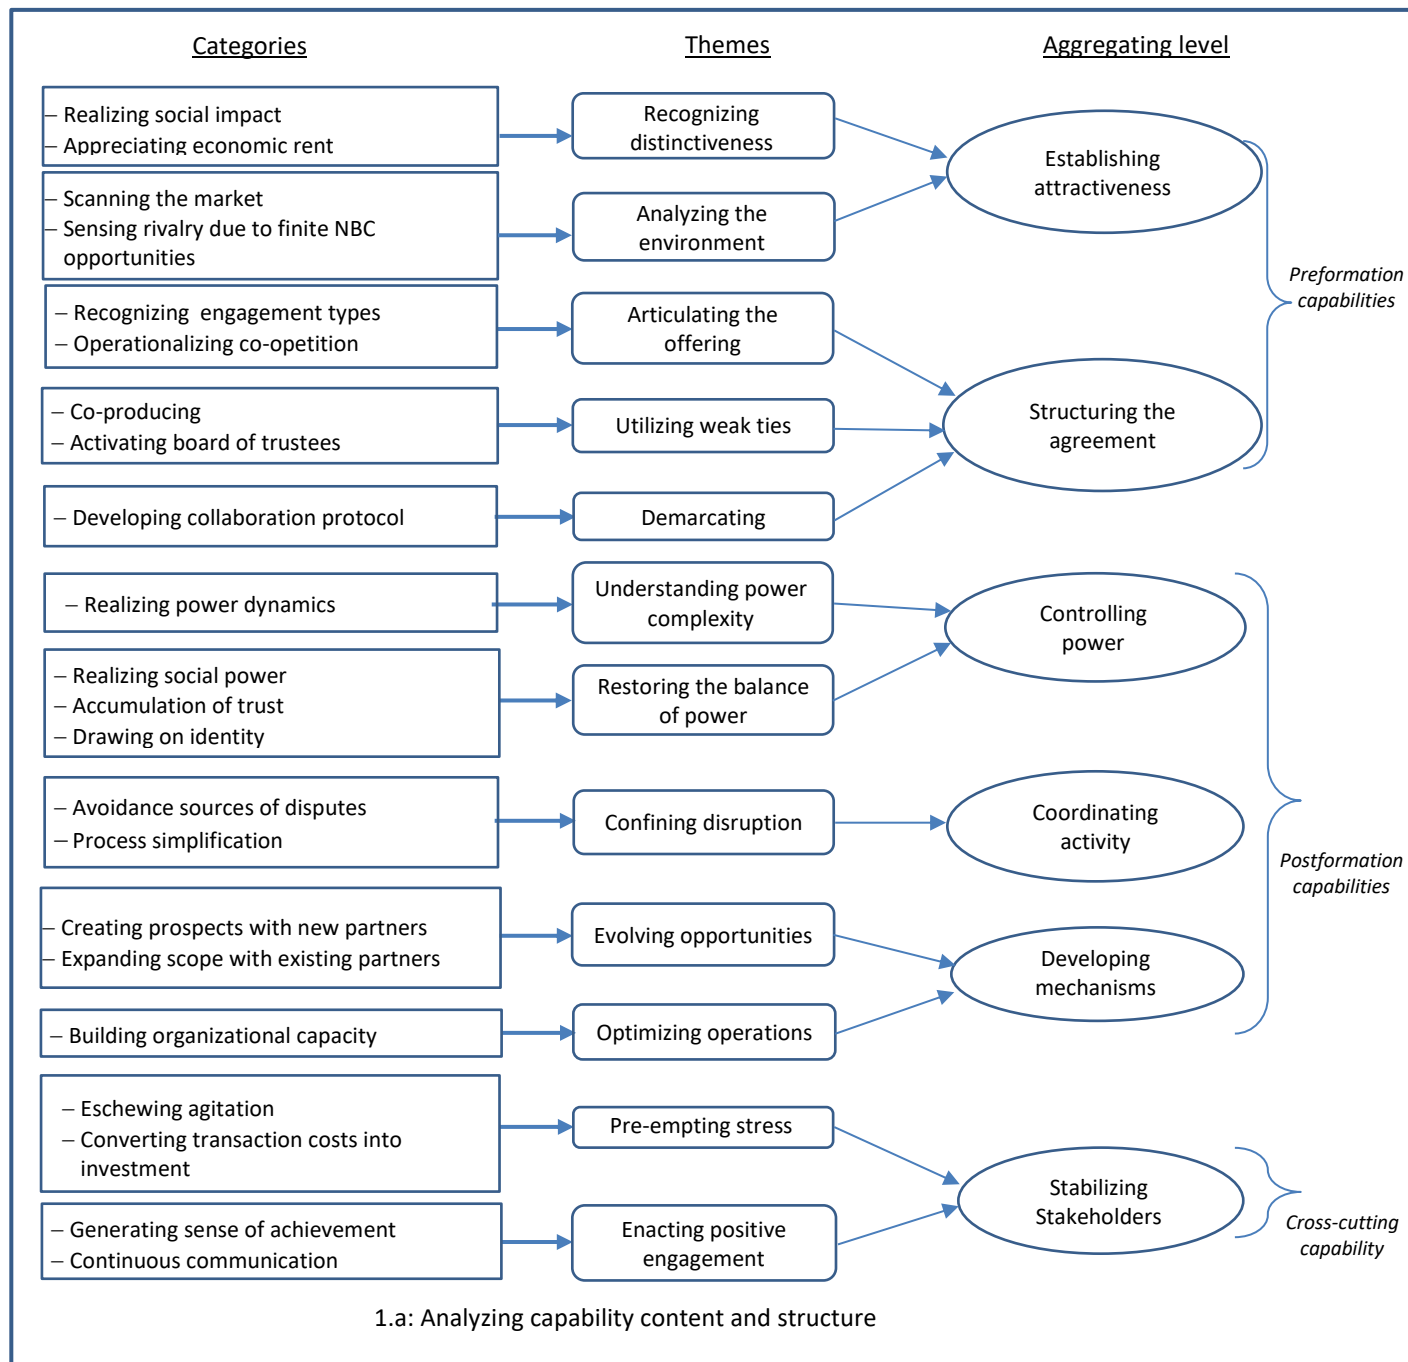 Categories
Themes
Aggregating level
– Realizing social impact
– Appreciating economic rent
Recognizing
distinctiveness
– Scanning the market
– Sensing rivalry due to finite NBC
opportunities
Analyzing the
environment
Establishing
attractiveness
– Recognizing  engagement types
– Operationalizing co-opetition
Articulating the
offering
– Co-producing
– Activating board of trustees
Utilizing weak ties
– Developing collaboration protocol
Demarcating
Structuring the
agreement
Preformation
capabilities
– Realizing power dynamics
Understanding power
complexity
– Realizing social power
– Accumulation of trust
– Drawing on identity
Restoring the balance
of power
Controlling
power
– Avoidance sources of disputes
– Process simplification
Confining disruption
Coordinating
activity
– Creating prospects with new partners
– Expanding scope with existing partners
Evolving opportunities
– Building organizational capacity
Optimizing operations
Developing
mechanisms
Postformation
capabilities
– Eschewing agitation
– Converting transaction costs into
investment
Pre-empting stress
– Generating sense of achievement
– Continuous communication
Enacting positive
engagement
Stabilizing
Stakeholders
Cross-cutting
capability
1.a: Analyzing capability content and structure